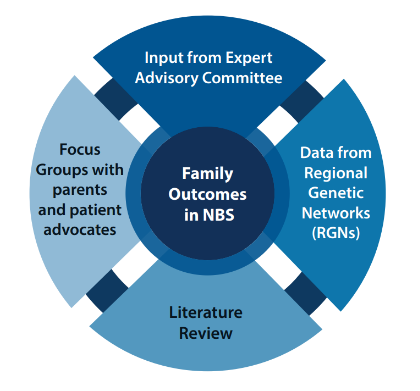 Input from Expert
Advisory Committee
Focus
Groups with
parents
and patient
advocates
Family
Outcomes
in NBS
Data from
Regional
Genetic
Networks
(RGNs)
Literature
Review